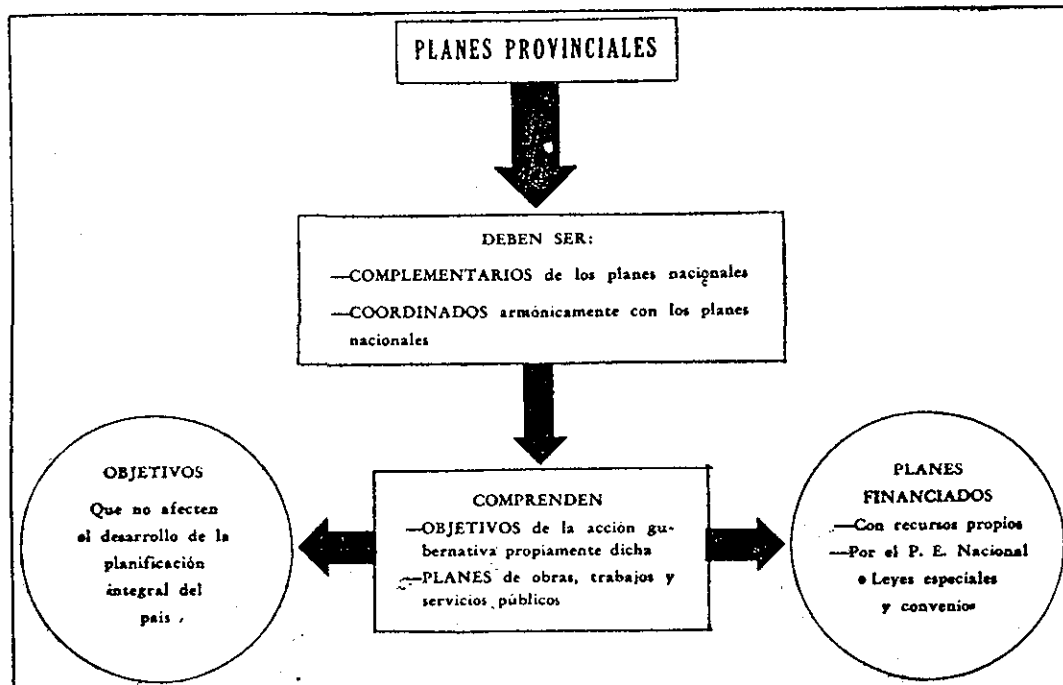 PLANES PROVINCIALES
DEBEN SER:
—COMPLEMENTARIOS de los planes nacionales
—COORDINADOS armónicamente con los planes
nacionales
OBJETIVOS
Que no afecten
el desarrollo de la
planificación
integral del
país
COMPRENDEN
—OBJETIVOS de la acción gu-
bernativa propiamente dicha
—PLANES de obras, trabajos y
servicios públicos
PLANES
FINANCIADOS
—Con recursos propios
—Por el P. E. Nacional
o Leyes especiales
y convenios